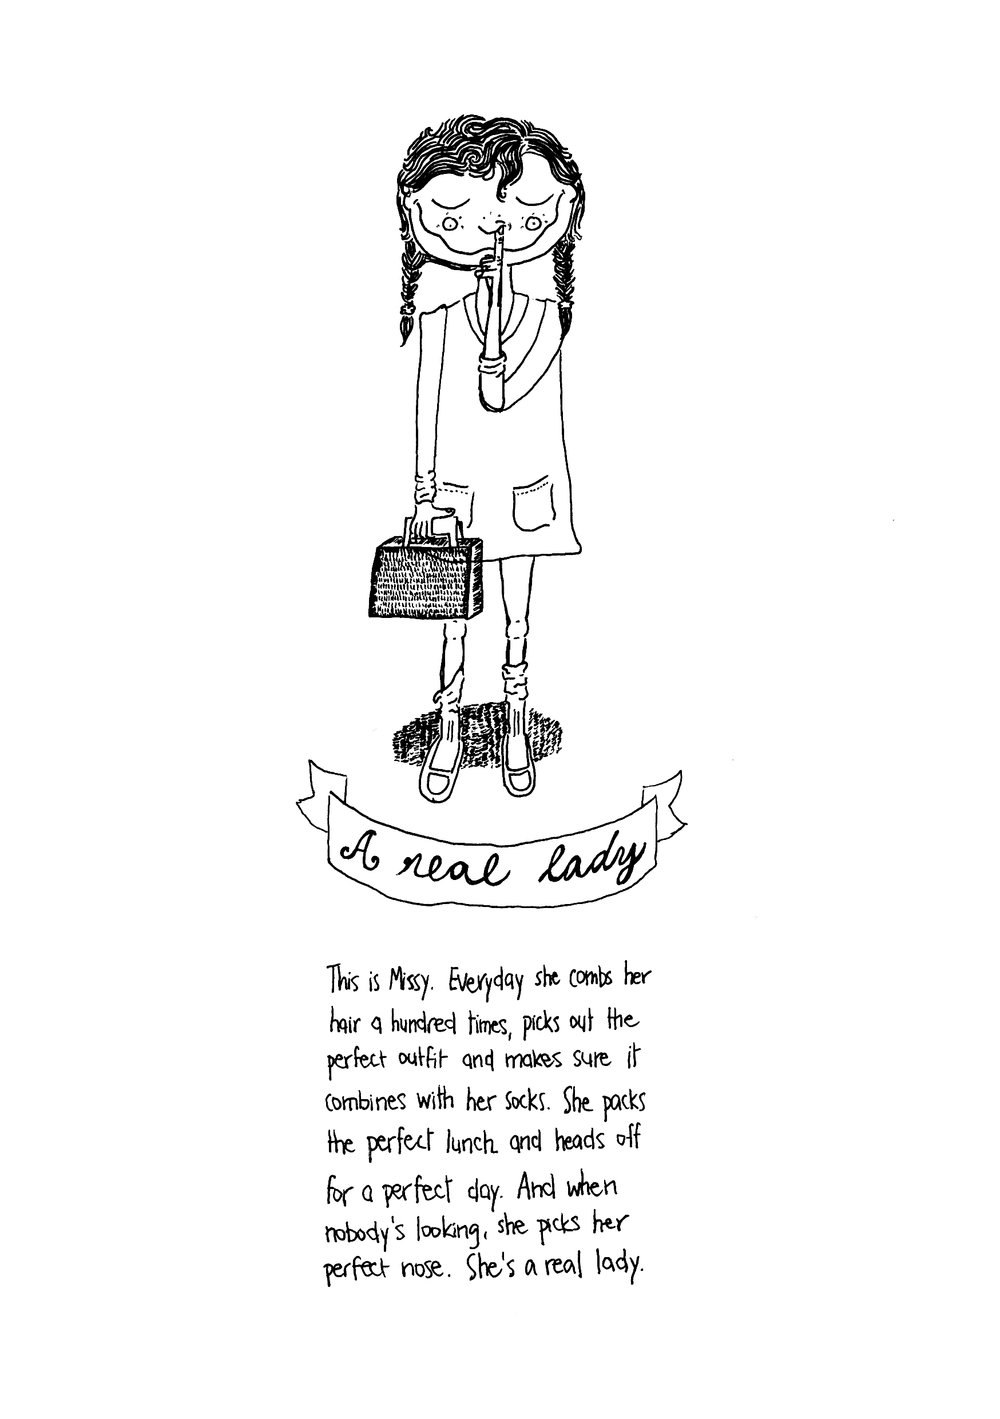 A real lady
This is Missy. Everyday she combs her
hair a hundred times, picks out the
perfect outfit and makes sure it
combines with her socks. She packs
the perfect lunch and heads off
for a perfect day. And when
nobody's looking, she picks her
perfect nose. She's a real lady.